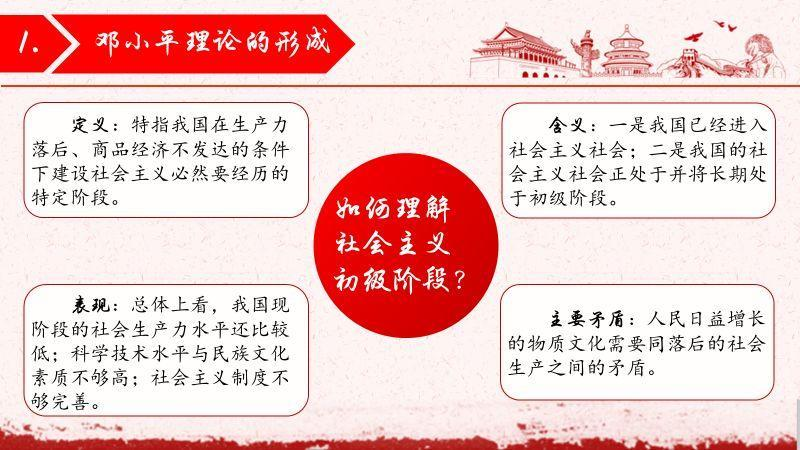 1. 邓小平理论的形成
定义：特指我国在生产力
落后、商品经济不发达的条件
下建设社会主义必然要经历的
特定阶段。
含义：一是我国已经进入
社会主义社会；二是我国的社
会主义社会正处于并将长期处
于初级阶段。
如何理解
社会主义
初级阶段？
表现：总体上看，我国现
阶段的社会生产力水平还比较
低；科学技术水平与民族文化
素质不够高；社会主义制度不
够完善。
主要矛盾：人民日益增长
的物质文化需要同落后的社会
生产之间的矛盾。